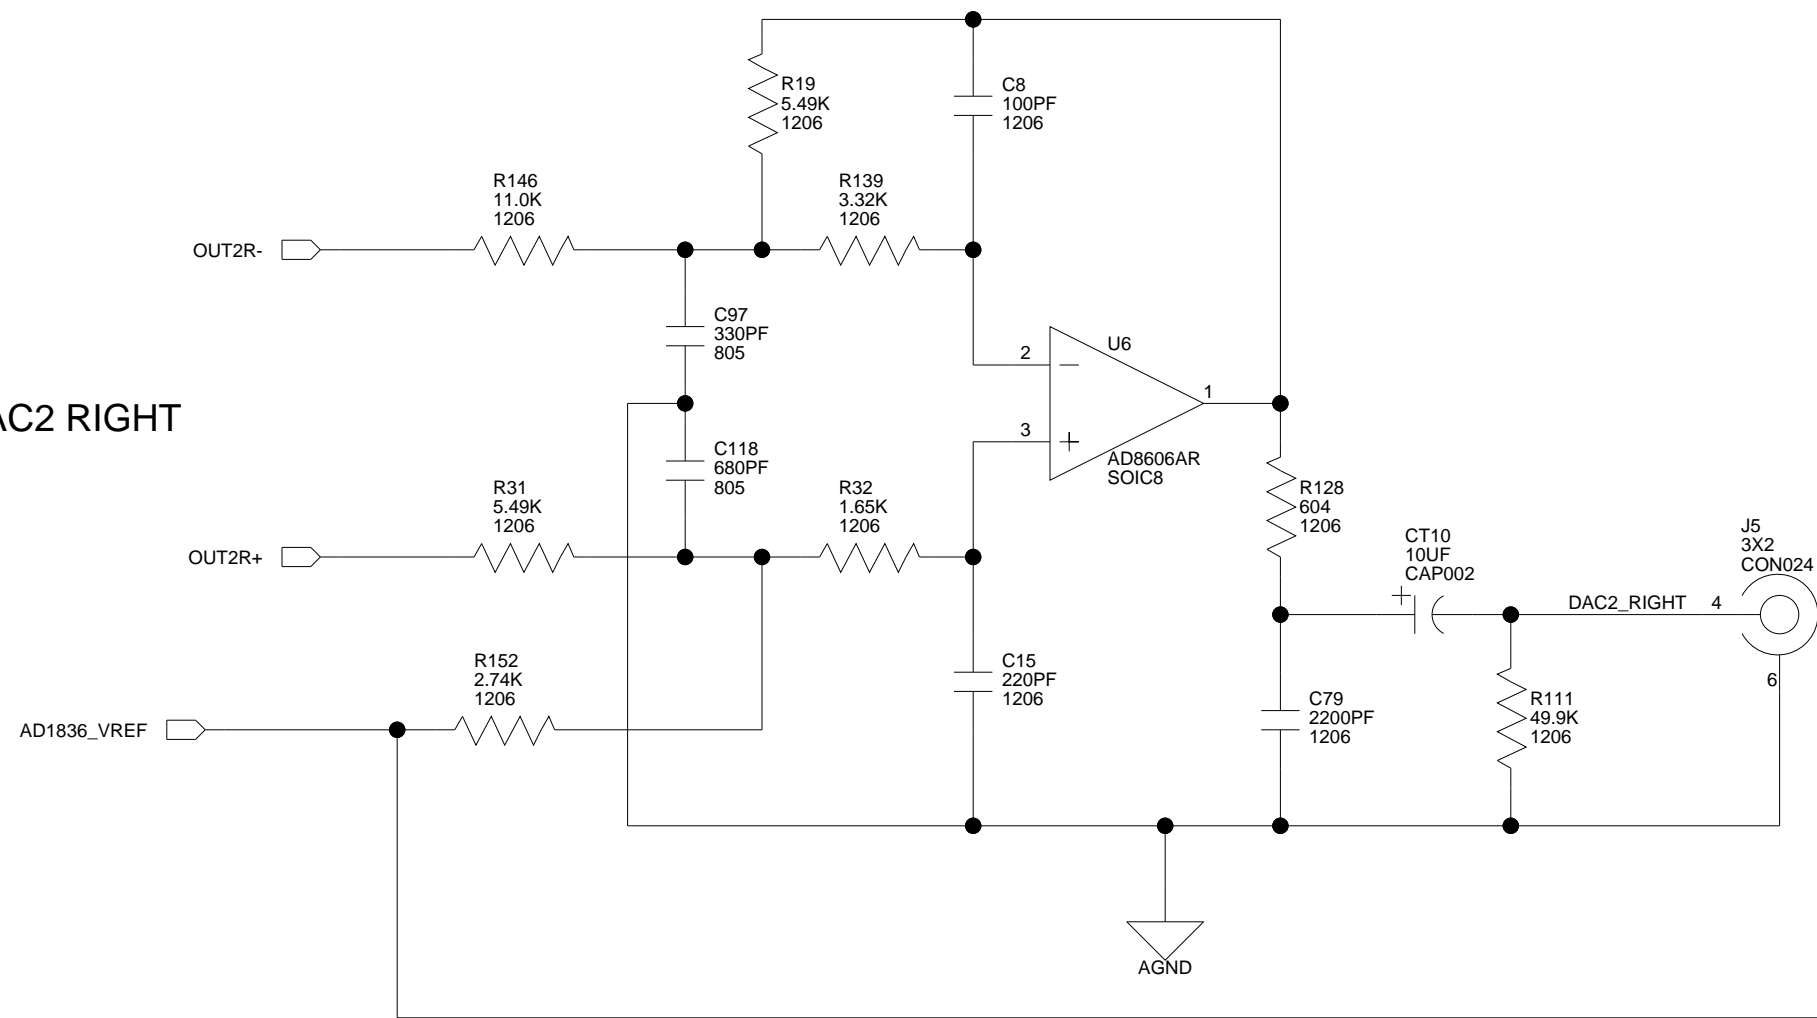 R19
5.49K
1206
C8
100PF
1206
R146
11.0K
1206
R139
3.32K
1206
OUT2R-
C97
330PF
805
2
U6
1
AC2 RIGHT
3
C118
680PF
805
AD8606AR
SOIC8
R31
5.49K
1206
R32
1.65K
1206
R128
604
1206
OUT2R+
CT10
10UF
CAP002
J5
3X2
CON024
DAC2_RIGHT
4
R152
2.74K
1206
C15
220PF
1206
6
AD1836_VREF
C79
2200PF
1206
R111
49.9K
1206
AGND